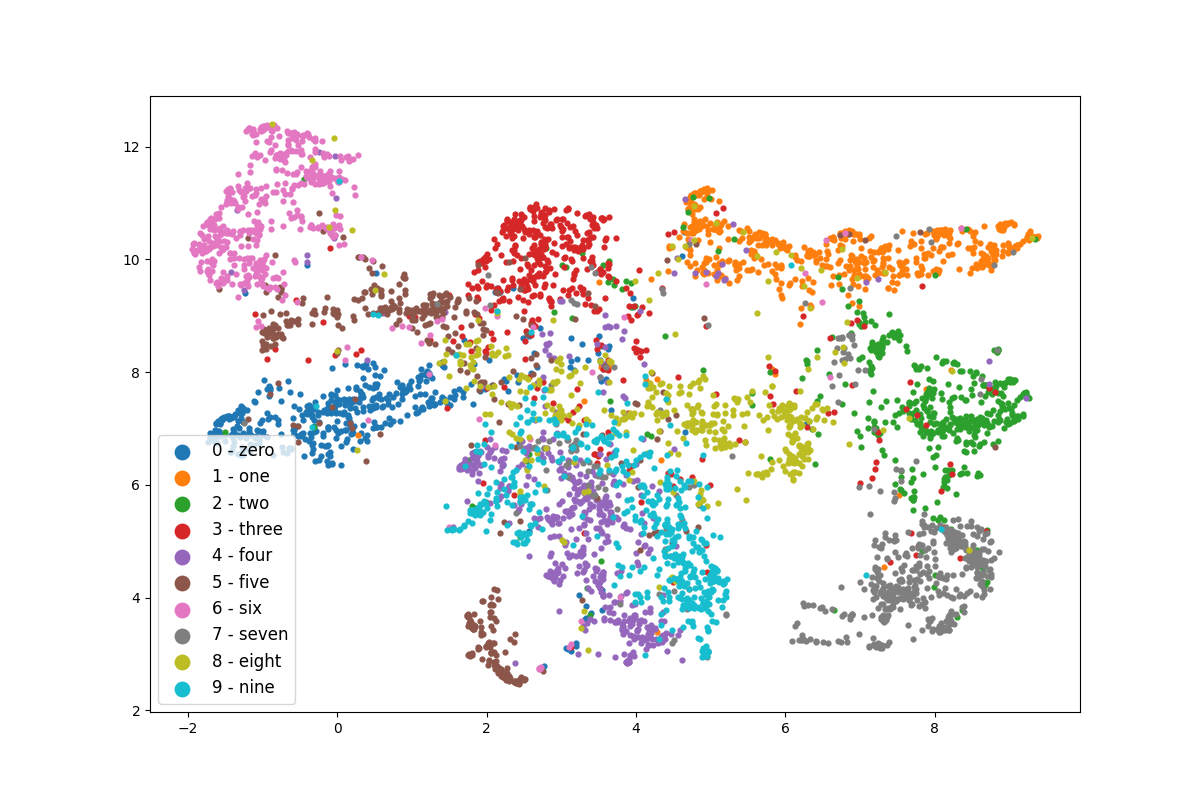 12
10
8
6
4
2
0 - zero
1 - one
2 - two
3 - three
4 - four
5 - five
6 - six
7 - seven
8 - eight
9 - nine
−2 0 2 4 6 8